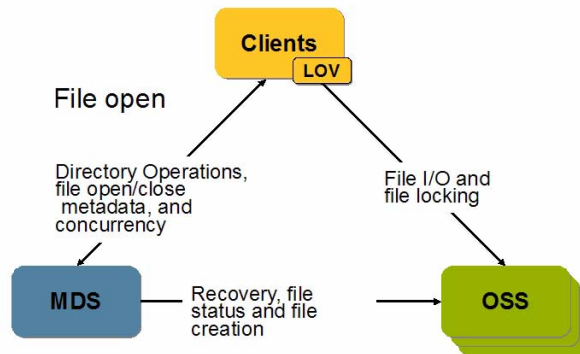 Clients
LOV
File open
Directory Operations,
file open/close
metadata, and
concurrency
File I/O and
file locking
MDS
Recovery, file
status and file
creation
OSS